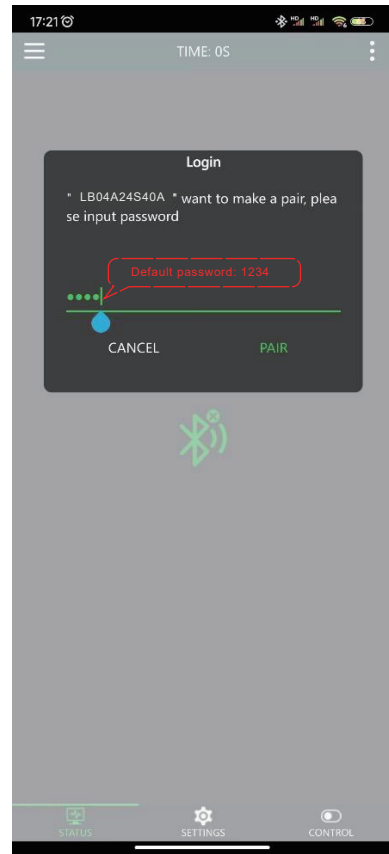 17:21
TIME: 0S
Login
" LB04A24S40A " want to make a pair, plea
se input password
Default password: 1234
CANCEL
PAIR
STATUS
SETTINGS
CONTROL